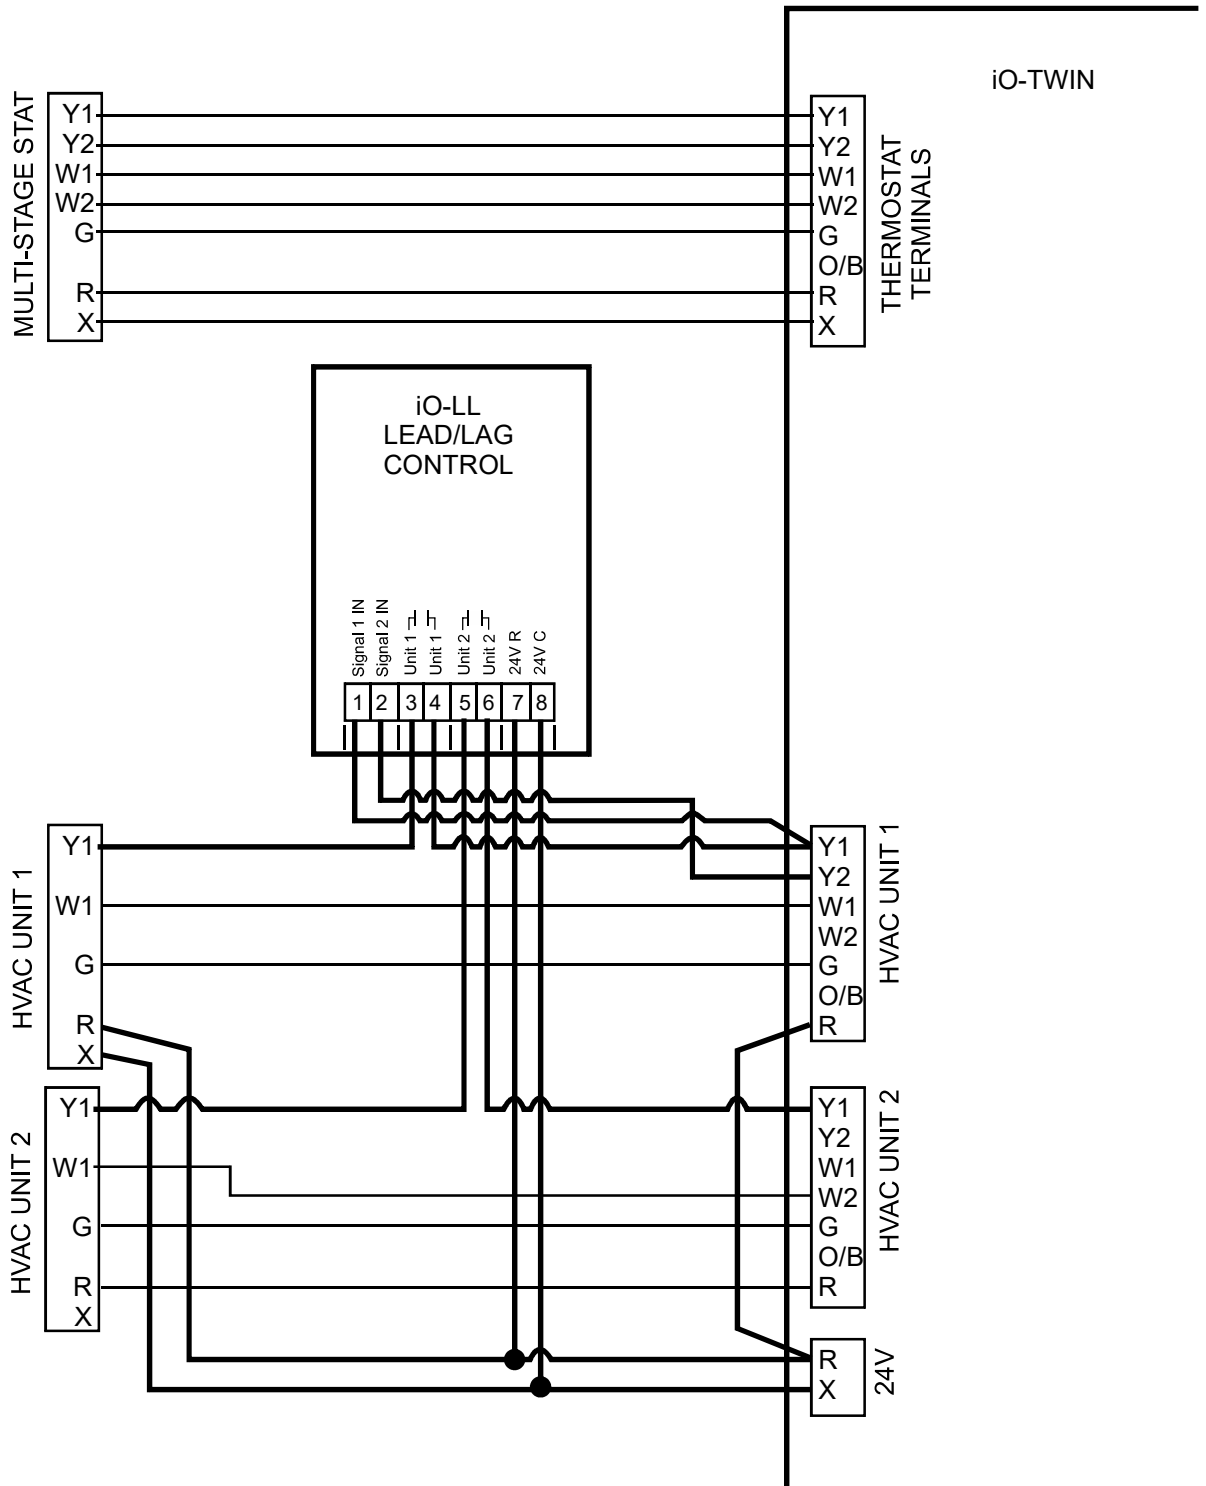 iO-TWIN
MULTI-STAGE STAT
Y1
Y2
W1
W2
G
R
X
Y1
Y2
W1
W2
G
O/B
R
X
THERMOSTAT
TERMINALS
iO-LL
LEAD/LAG
CONTROL
Signal 1 IN
Signal 2 IN
Unit 1
Unit 1
Unit 2
Unit 2
24V R
24V C
1 2 3 4 5 6 7 8
HVAC UNIT 1
Y1
W1
G
R
X
Y1
Y2
W1
W2
G
O/B
R
HVAC UNIT 1
HVAC UNIT 2
Y1
W1
G
R
X
Y1
Y2
W1
W2
G
O/B
R
HVAC UNIT 2
R
X
24V